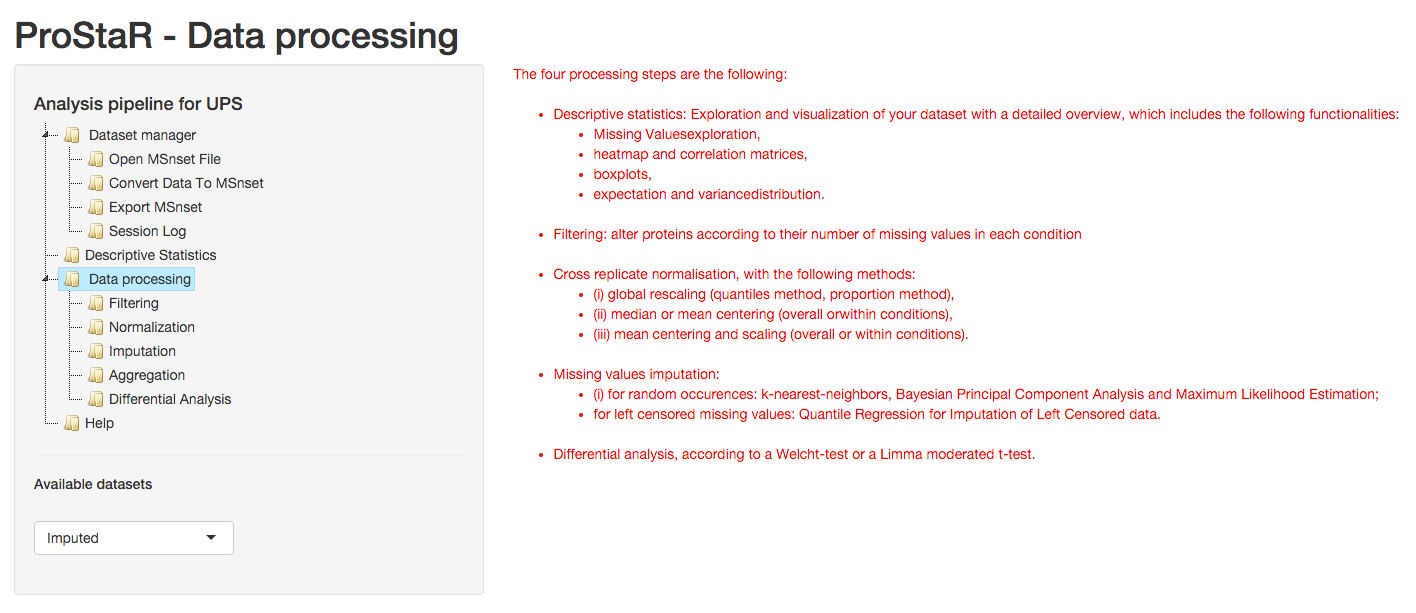 ProStaR - Data processing
Analysis pipeline for UPS
Dataset manager
Open MSnset File
Convert Data To MSnset
Export MSnset
Session Log
Descriptive Statistics
Data processing
Filtering
Normalization
Imputation
Aggregation
Differential Analysis
Help
Available datasets
Imputed
The four processing steps are the following:
• Descriptive statistics: Exploration and visualization of your dataset with a detailed overview, which includes the following functionalities:
• Missing Valuesexploration,
• heatmap and correlation matrices,
• boxplots,
• expectation and variancedistribution.
• Filtering: alter proteins according to their number of missing values in each condition
• Cross replicate normalisation, with the following methods:
• (i) global rescaling (quantiles method, proportion method),
• (ii) median or mean centering (overall orwithin conditions),
• (iii) mean centering and scaling (overall or within conditions).
• Missing values imputation:
• (i) for random occurences: k-nearest-neighbors, Bayesian Principal Component Analysis and Maximum Likelihood Estimation;
• for left censored missing values: Quantile Regression for Imputation of Left Censored data.
• Differential analysis, according to a Welcht-test or a Limma moderated t-test.